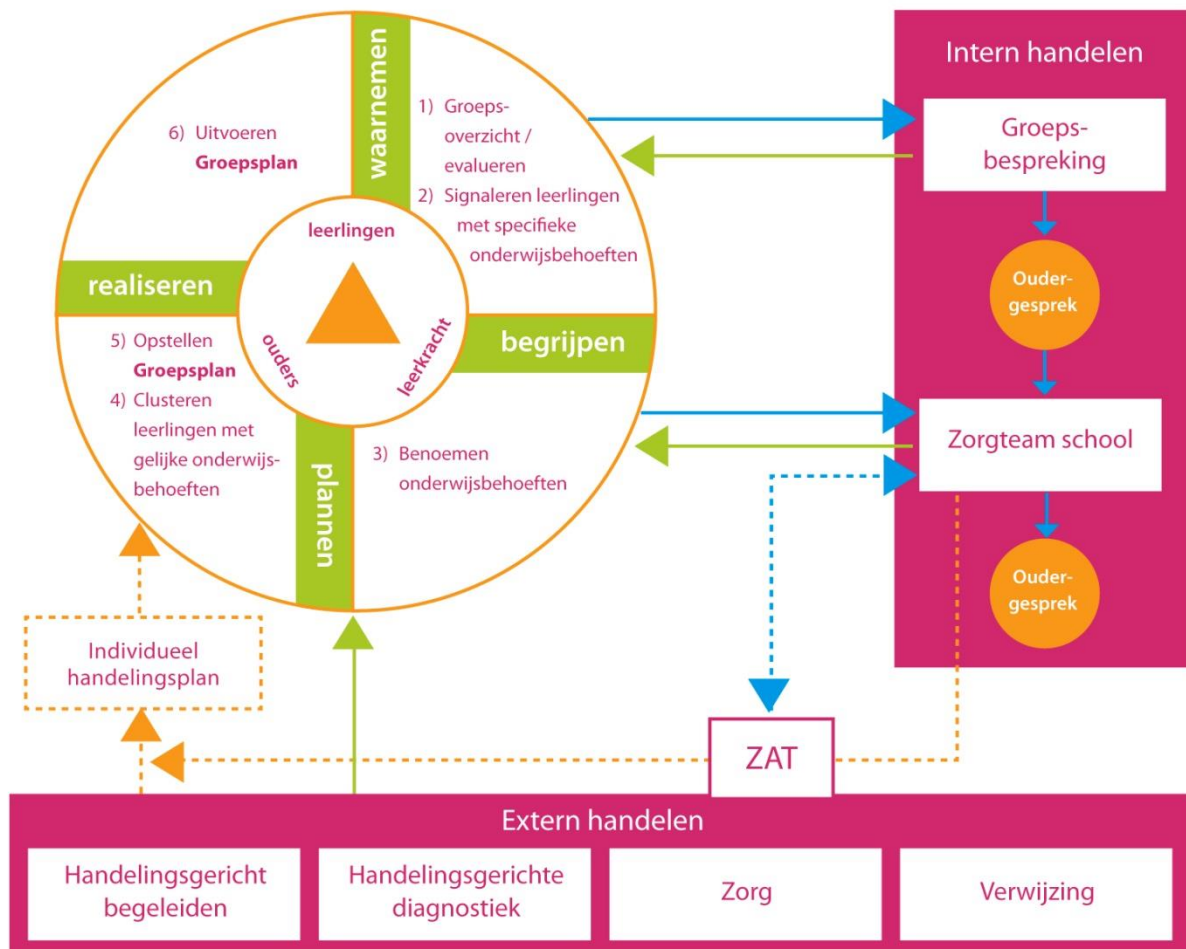 waarnemen
1) Groeps-
overzicht /
evalueren
2) Signaleren leerlingen
met specifieke
onderwijsbehoeften
begrijpen
3) Benoemen
onderwijsbehoeften
plannen
5) Opstellen
Groepsplan
4) Clusteren
leerlingen met
gelijke onderwijs-
behoeften
realiseren
6) Uitvoeren
Groepsplan
leerlingen
leerkracht
ouders
Intern handelen
Groeps-
bespreking
Ouder-
gesprek
Zorgteam school
Ouder-
gesprek
Individueel
handelingsplan
ZAT
Extern handelen
Handelingsgericht
begeleiden
Handelingsgerichte
diagnostiek
Zorg
Verwijzing